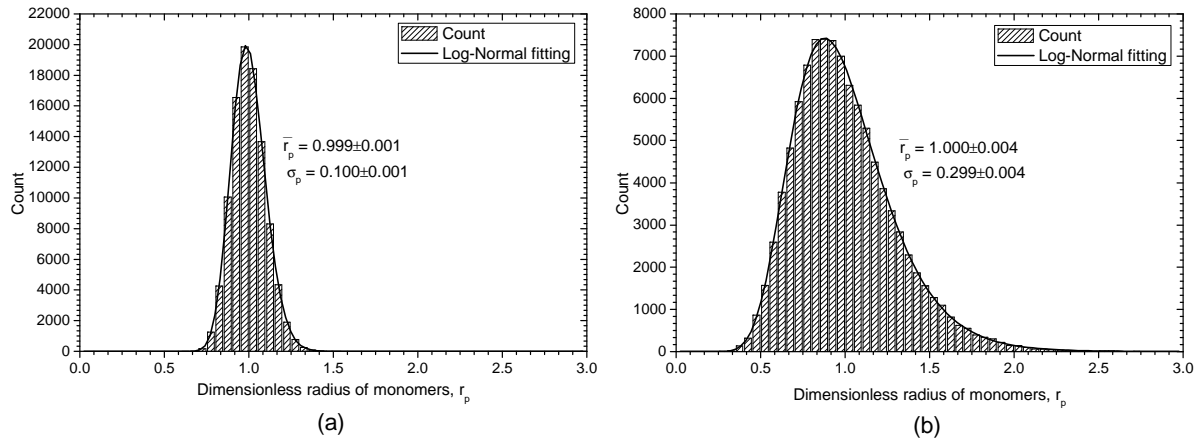 20000
18000
16000
14000
12000
10000
8000
6000
4000
2000
0
Count
Count
Log-Normal fitting
r̅p = 0.999±0.001
σp = 0.100±0.001
0.0 0.5 1.0 1.5 2.0 2.5 3.0
Dimensionless radius of monomers, rp
(a)
22000
8000
7000
6000
5000
4000
3000
2000
1000
0
Count
Count
Log-Normal fitting
r̅p = 1.000±0.004
σp = 0.299±0.004
0.0 0.5 1.0 1.5 2.0 2.5 3.0
Dimensionless radius of monomers, rp
(b)